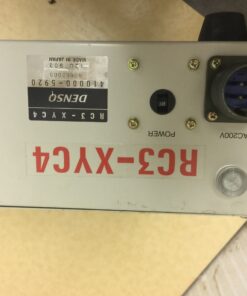 RC3-XYC4
DENSO
410000-5920
MADE IN JAPAN
POWER
AC200V
RC3-XYC4